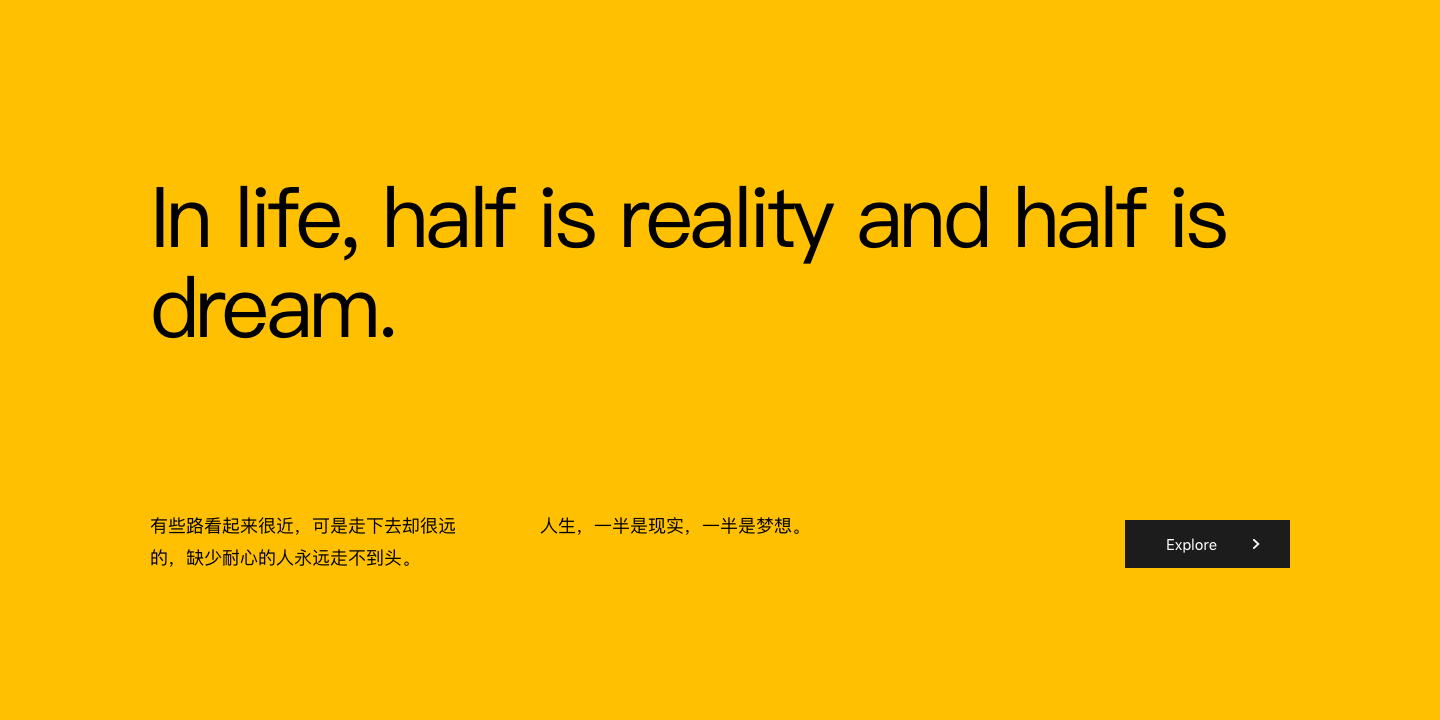 In life, half is reality and half is
dream.
有些路看起来很近，可是走下去却很远
的，缺少耐心的人永远走不到头。
人生，一半是现实，一半是梦想。
Explore